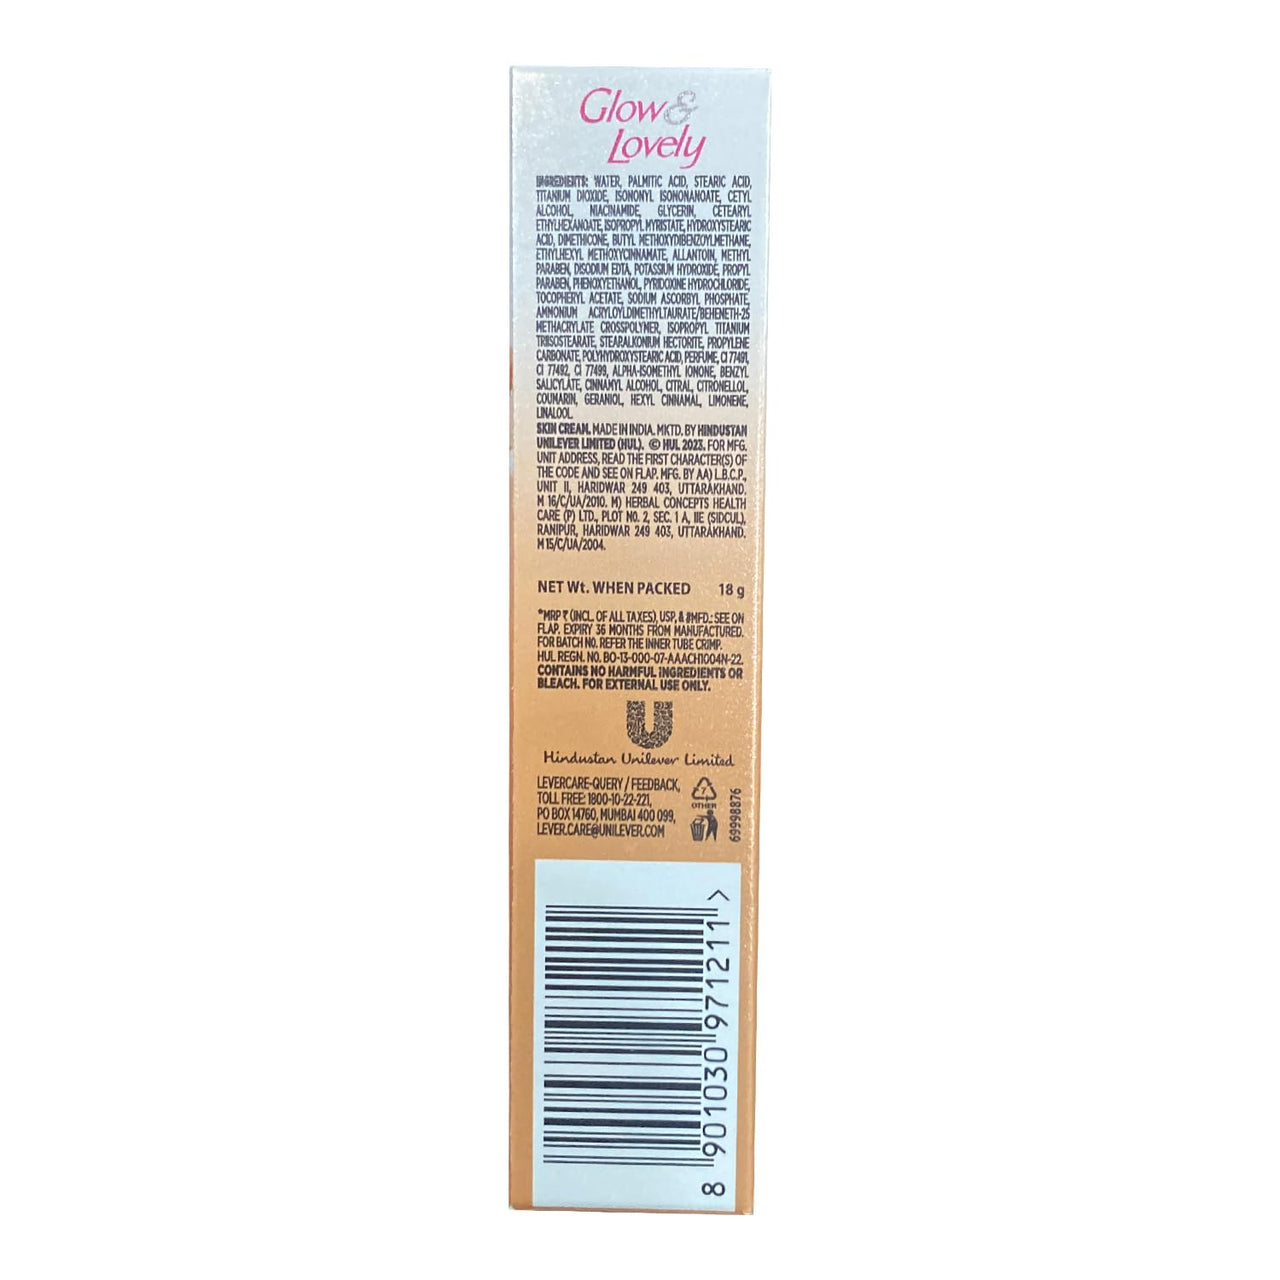 Glow &
Lovely
INGREDIENTS: WATER, PALMITIC ACID, STEARIC ACID,
TITANIUM DIOXIDE, ISONONYL ISONONANOATE, CETYL
ALCOHOL, NIACINAMIDE, GLYCERIN, CETEARYL
ETHYLHEXANOATE, ISOPROPYL MYRISTATE, HYDROXYSTEARIC
ACID, DIMETHICONE, BUTYL METHOXYDIBENZOYLMETHANE,
ETHYLHEXYL METHOXYCINNAMATE, ALLANTOIN, METHYL
PARABEN, DISODIUM EDTA, POTASSIUM HYDROXIDE, PROPYL
PARABEN, PHENOXYETHANOL, PYRIDOXINE HYDROCHLORIDE,
TOCOPHERYL ACETATE, SODIUM ASCORBYL PHOSPHATE,
AMMONIUM ACRYLOYLDIMETHYLTAURATE/BEHENETH-25
METHACRYLATE CROSSPOLYMER, ISOPROPYL TITANIUM
TRIISOSTEARATE, STEARALKONIUM HECTORITE, PROPYLENE
CARBONATE, POLYHYDROXYSTEARIC ACID, PERFUME, CI 77491,
CI 77492, CI 77499, ALPHA-ISOMETHYL IONONE, BENZYL
SALICYLATE, CINNAMYL ALCOHOL, CITRAL, CITRONELLOL,
COUMARIN, GERANIOL, HEXYL CINNAMAL, LIMONENE,
LINALOOL.
SKIN CREAM. MADE IN INDIA. MKTD. BY HINDUSTAN
UNILEVER LIMITED (HUL). © HUL 2023. FOR MFG.
UNIT ADDRESS, READ THE FIRST CHARACTER(S) OF
THE CODE AND SEE ON FLAP. MFG. BY AA) L.B.C.P.,
UNIT II, HARIDWAR 249 403, UTTARAKHAND.
M 16/C/UA/2010. M) HERBAL CONCEPTS HEALTH
CARE (P) LTD., PLOT NO. 2, SEC. 1 A, IIE (SIDCUL),
RANIPUR, HARIDWAR 249 403, UTTARAKHAND.
M 15/C/UA/2004.
NET Wt. WHEN PACKED 18 g
*MRP ₹ (INCL. OF ALL TAXES), USP, & #MFD.: SEE ON
FLAP. EXPIRY 36 MONTHS FROM MANUFACTURED.
FOR BATCH NO. REFER THE INNER TUBE CRIMP.
HUL REGN. NO. BO-13-000-07-AAACH1004N-22.
CONTAINS NO HARMFUL INGREDIENTS OR
BLEACH. FOR EXTERNAL USE ONLY.
Hindustan Unilever Limited
LEVERCARE-QUERY / FEEDBACK,
TOLL FREE: 1800-10-22-221,
PO BOX 14760, MUMBAI 400 099,
LEVER.CARE@UNILEVER.COM
7
OTHER
69998876
8 901030 971211 >